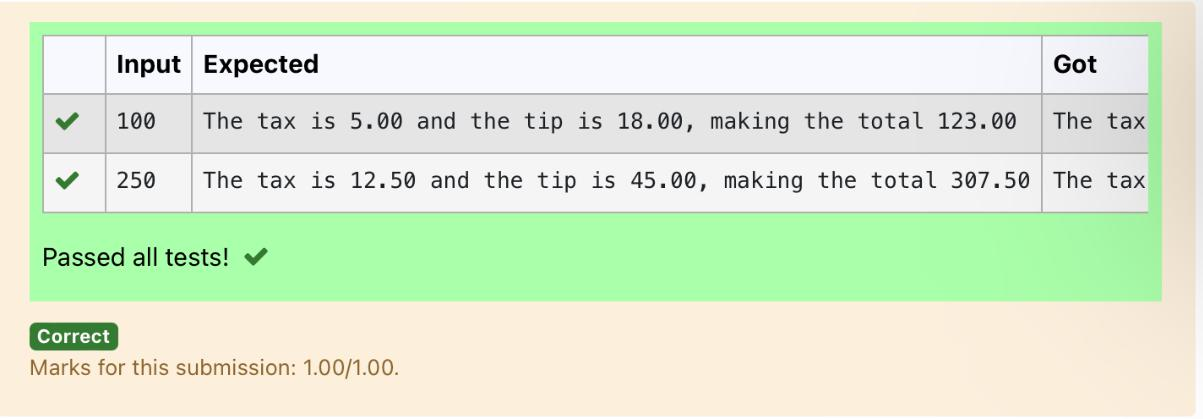 Input Expected Got
100 The tax is 5.00 and the tip is 18.00, making the total 123.00 The tax
250 The tax is 12.50 and the tip is 45.00, making the total 307.50 The tax
Passed all tests!
Correct
Marks for this submission: 1.00/1.00.